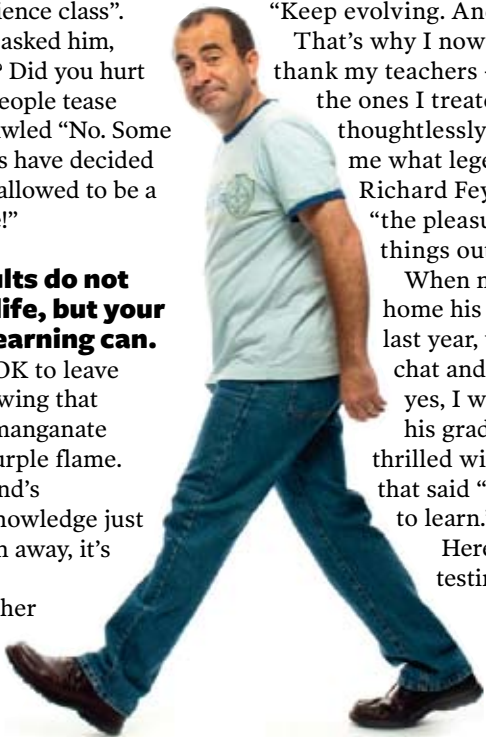 ience class”.
asked him,
? Did you hurt
eople tease
wled “No. Some
s have decided
allowed to be a
!”
ults do not
life, but your
earning can.
OK to leave
wing that
manganate
urple flame.
nd’s
nowledge just
n away, it’s
her
“Keep evolving. An
That’s why I now
thank my teachers
the ones I treate
thoughtlessly
me what lege
Richard Fey
“the pleasu
things out
When
home his
last year,
chat and
yes, I w
his grad
thrilled wi
that said “
to learn.
Here
testin